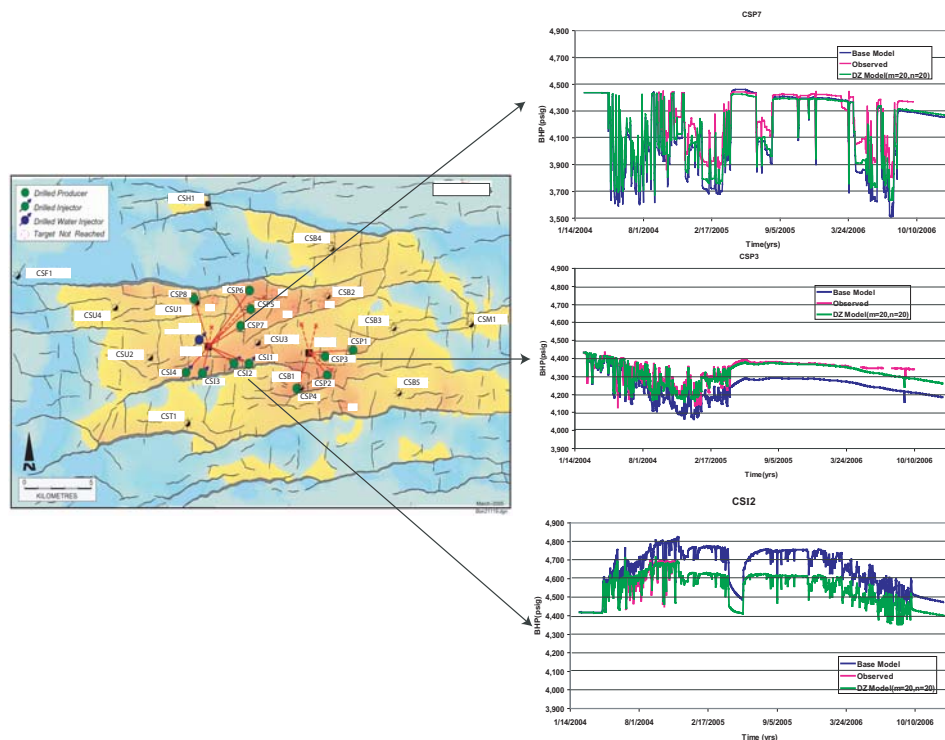 Drilled Producer
Drilled Injector
Drilled Water Injector
Target Not Reached
CSH1
CSB4
CSF1
CSP8
CSP6
CSB2
CSU4
CSU1
CSP5
CSM1
CSP7
CSB3
CSU3
CSP1
CSU2
CSI1
CSP3
CSI4
CSI3
CSI2
CSB1
CSP2
CSB5
CSP4
CST1
N
0 5
KILOMETRES
CSP7
4,900
4,700
4,500
4,300
4,100
3,900
3,700
3,500
BHP(psig)
Base Model
Observed
DZ Model(m=20,n=20)
1/14/2004 8/1/2004 2/17/2005 9/5/2005 3/24/2006 10/10/2006
Time(yrs)
CSP3
4,900
4,800
4,700
4,600
4,500
4,400
4,300
4,200
4,100
4,000
3,900
BHP(psig)
Base Model
Observed
DZ Model(m=20,n=20)
1/14/2004 8/1/2004 2/17/2005 9/5/2005 3/24/2006 10/10/2006
Time(yrs)
CSI2
4,900
4,800
4,700
4,600
4,500
4,400
4,300
4,200
4,100
4,000
3,900
BHP(psig)
Base Model
Observed
DZ Model(m=20,n=20)
1/14/2004 8/1/2004 2/17/2005 9/5/2005 3/24/2006 10/10/2006
Time (yrs)